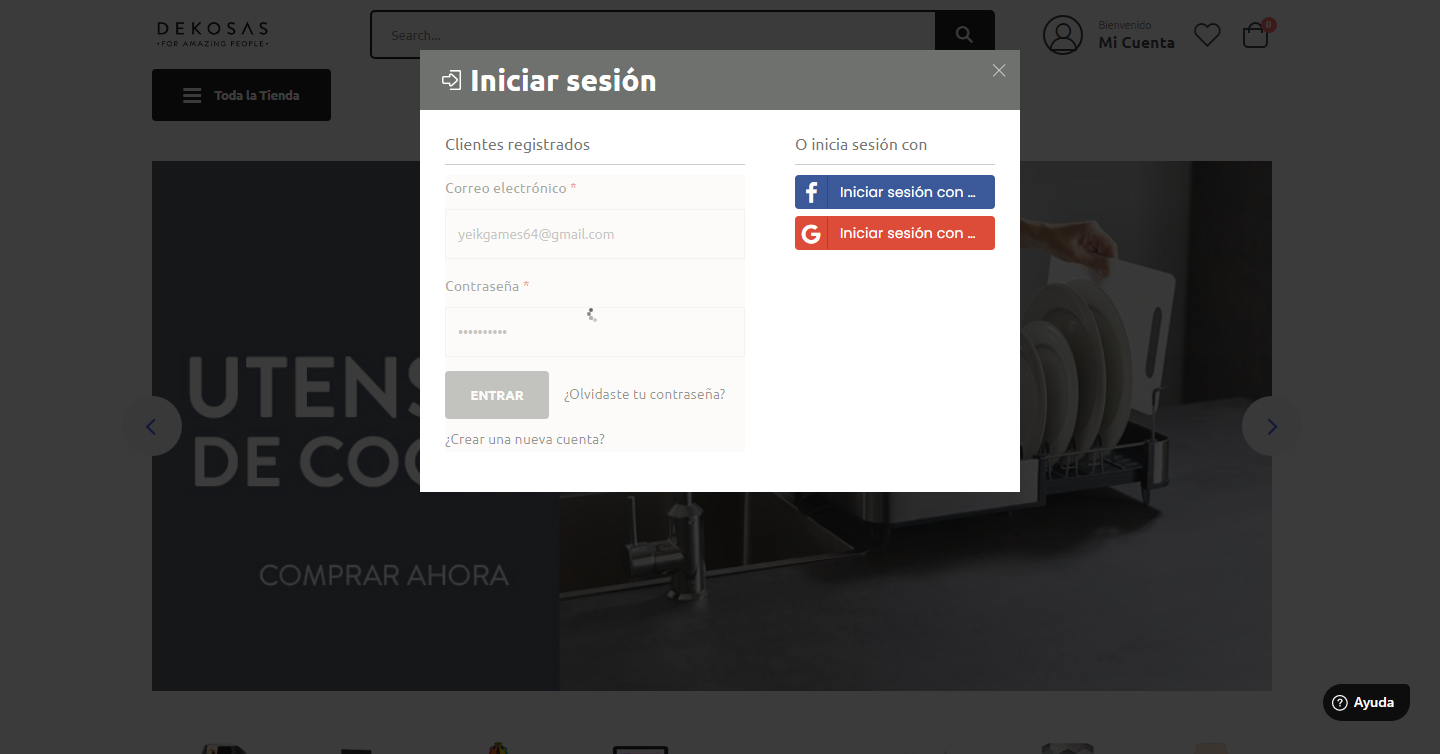 DEKOSAS
•FOR AMAZING PEOPLE•
Search...
Bienvenido
Mi Cuenta
0
Toda la Tienda
Iniciar sesión
Clientes registrados
Correo electrónico *
yeikgames64@gmail.com
Contraseña *
••••••••••
ENTRAR
¿Olvidaste tu contraseña?
¿Crear una nueva cuenta?
O inicia sesión con
Iniciar sesión con ...
Iniciar sesión con ...
UTENS
DE COC
COMPRAR AHORA
Ayuda